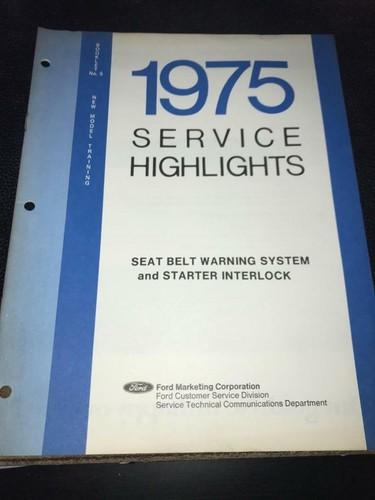 BOOKLET
No. 5
NEW MODEL TRAINING
1975
SERVICE
HIGHLIGHTS
SEAT BELT WARNING SYSTEM
and STARTER INTERLOCK
Ford
Ford Marketing Corporation
Ford Customer Service Division
Service Technical Communications Department